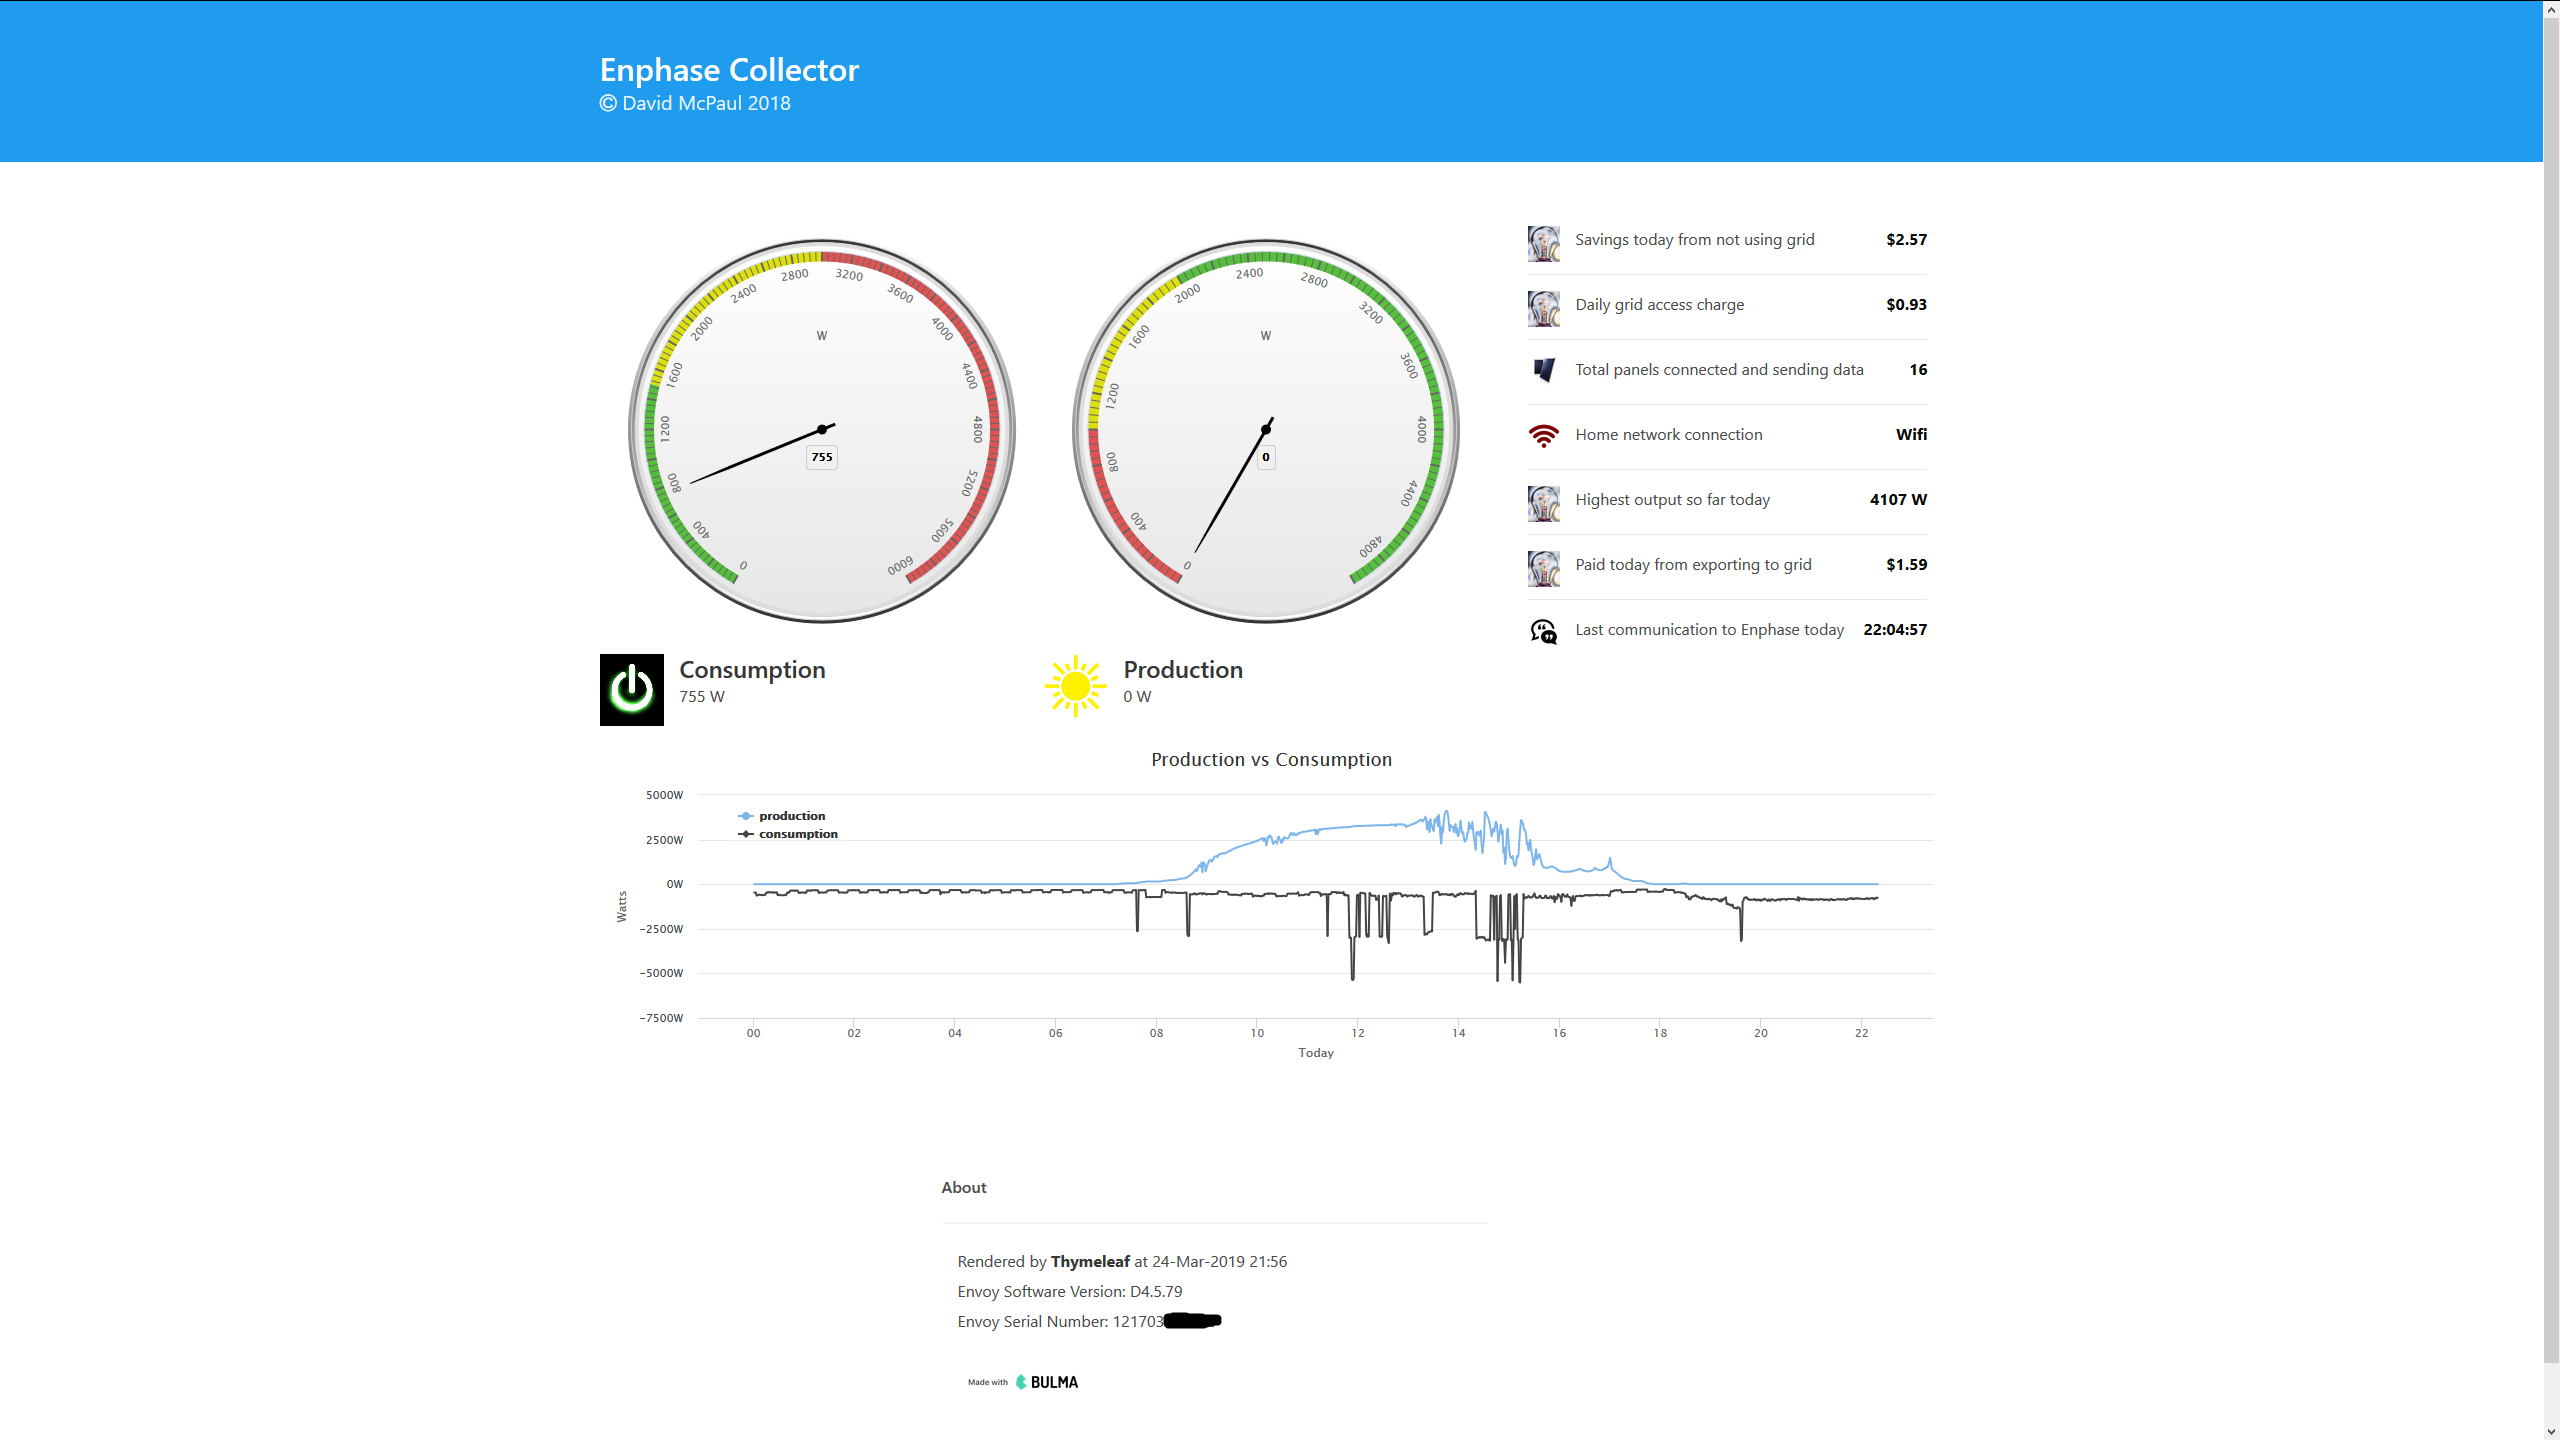 Enphase Collector
© David McPaul 2018
0
400
800
1200
1600
2000
2400
2800
3200
3600
4000
4400
4800
5200
5600
6000
W
755
0
400
800
1200
1600
2000
2400
2800
3200
3600
4000
4400
4800
W
0
Consumption
755 W
Production
0 W
Savings today from not using grid $2.57
Daily grid access charge $0.93
Total panels connected and sending data 16
Home network connection Wifi
Highest output so far today 4107 W
Paid today from exporting to grid $1.59
Last communication to Enphase today 22:04:57
Production vs Consumption
5000W
2500W
0W
-2500W
-5000W
-7500W
Watts
production
consumption
00 02 04 06 08 10 12 14 16 18 20 22
Today
About
Rendered by Thymeleaf at 24-Mar-2019 21:56
Envoy Software Version: D4.5.79
Envoy Serial Number: 121703
Made with BULMA